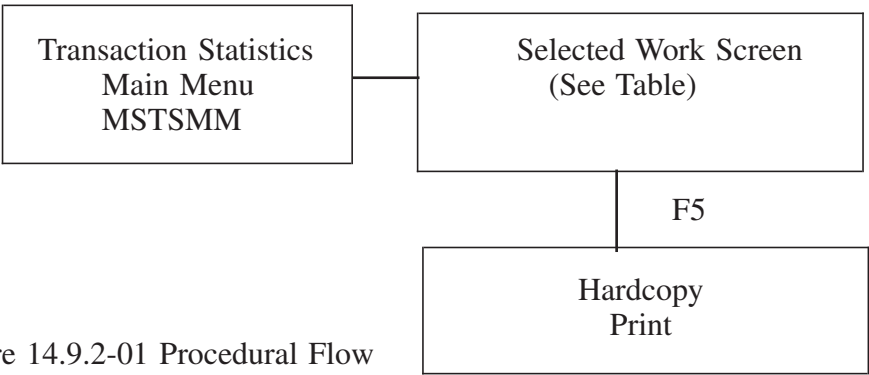 Transaction Statistics
Main Menu
MSTSMM
Selected Work Screen
(See Table)
F5
Hardcopy
Print
14.9.2-01 Procedural Flow